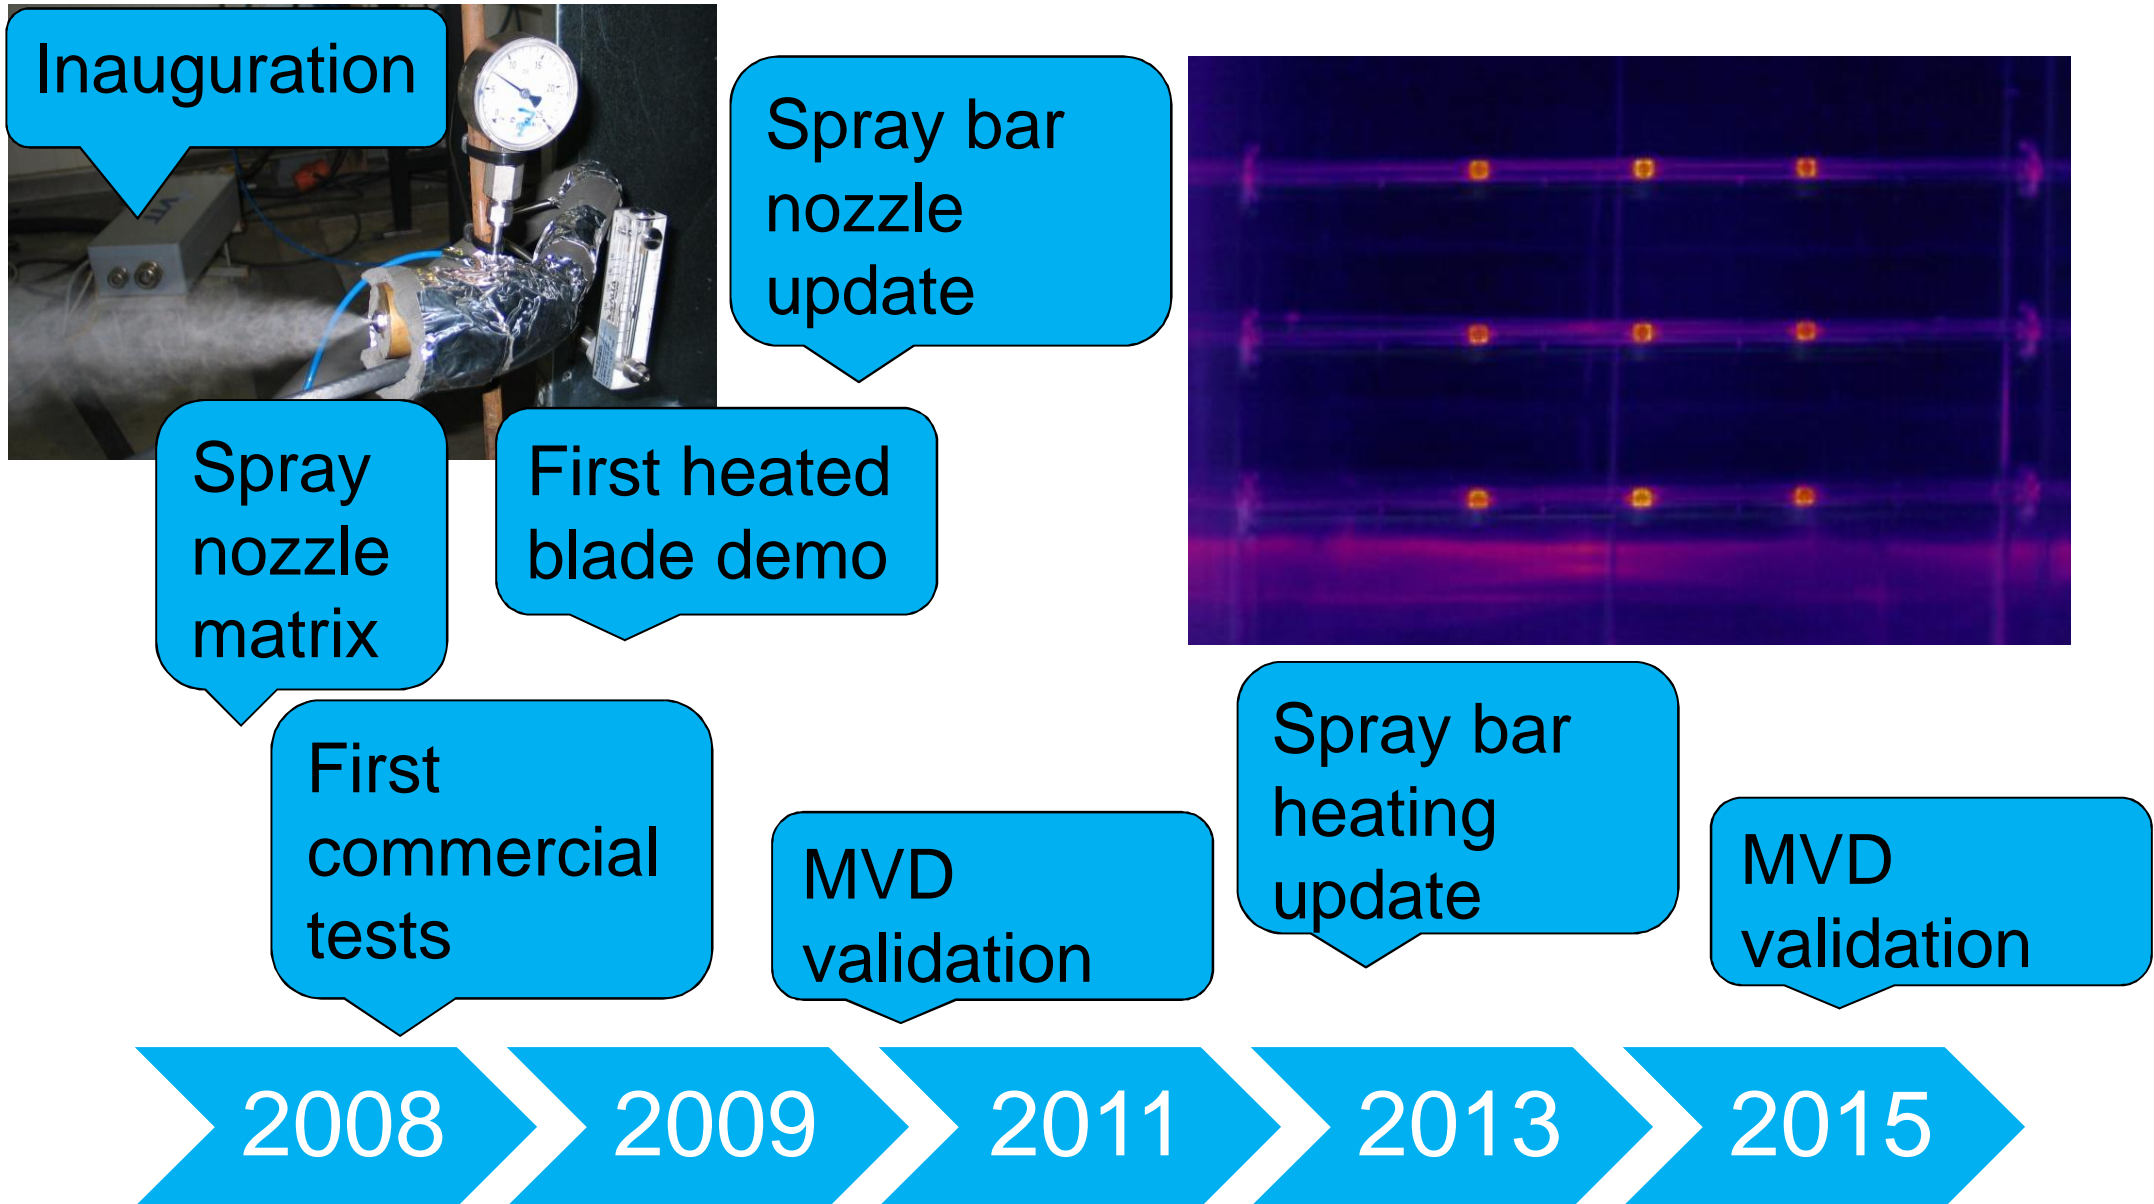 Inauguration
Spray bar
nozzle
update
Spray
nozzle
matrix
First heated
blade demo
First
commercial
tests
MVD
validation
Spray bar
heating
update
MVD
validation
2008
2009
2011
2013
2015
VTT